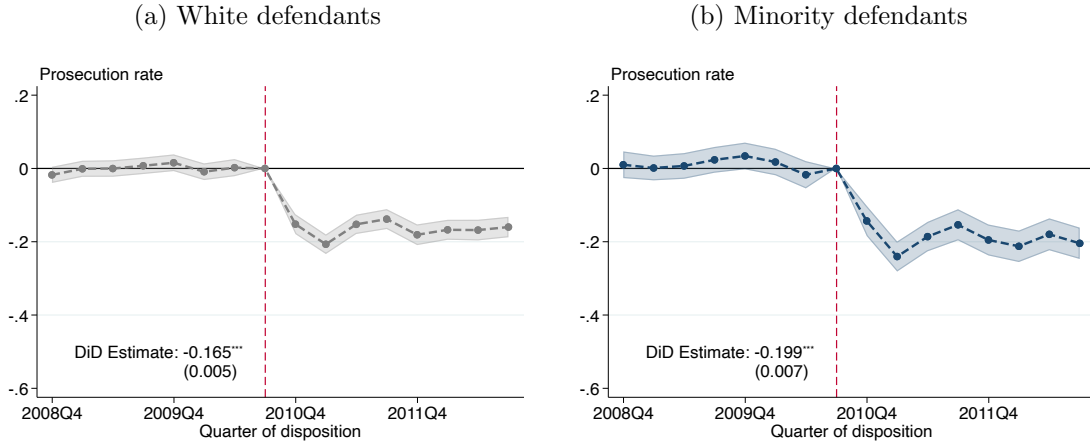 (a) White defendants
Prosecution rate
.2
0
-.2
-.4
-.6
DiD Estimate: -0.165***
(0.005)
2008Q4 2009Q4 2010Q4 2011Q4
Quarter of disposition
(b) Minority defendants
Prosecution rate
.2
0
-.2
-.4
-.6
DiD Estimate: -0.199***
(0.007)
2008Q4 2009Q4 2010Q4 2011Q4
Quarter of disposition